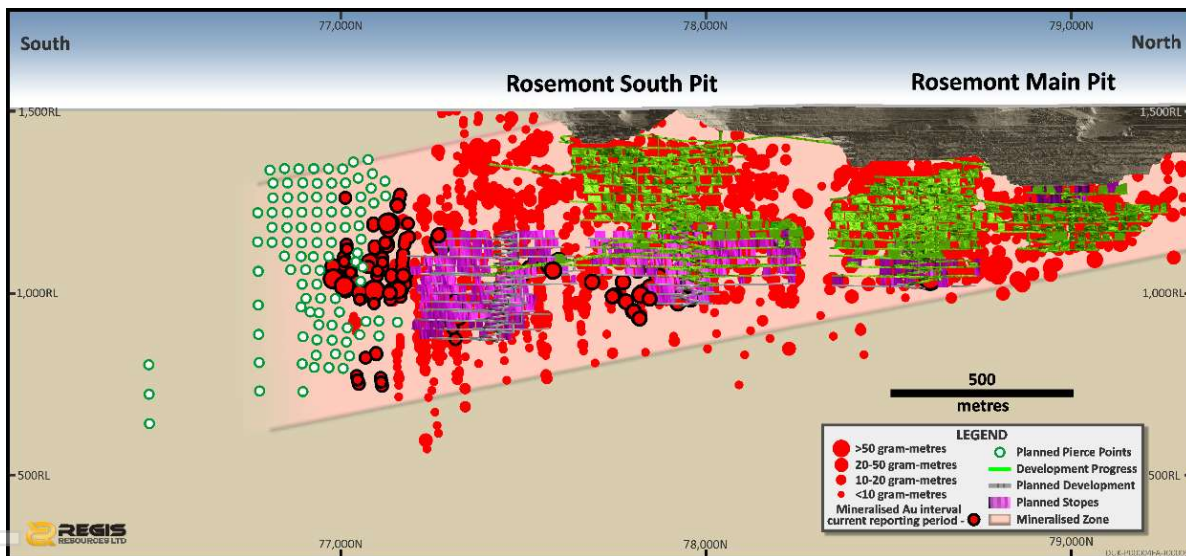 77,000N 78,000N 79,000N
South North
Rosemont South Pit Rosemont Main Pit
1,500RL 1,500RL
1,000RL 1,000RL
500
metres
LEGEND
>50 gram-metres
20-50 gram-metres
10-20 gram-metres
<10 gram-metres
Mineralised Au interval
current reporting period -
Planned Pierce Points
Development Progress
Planned Development
Planned Stopes
Mineralised Zone
500RL 500RL
REGIS
RESOURCES LTD
77,000N 78,000N 79,000N